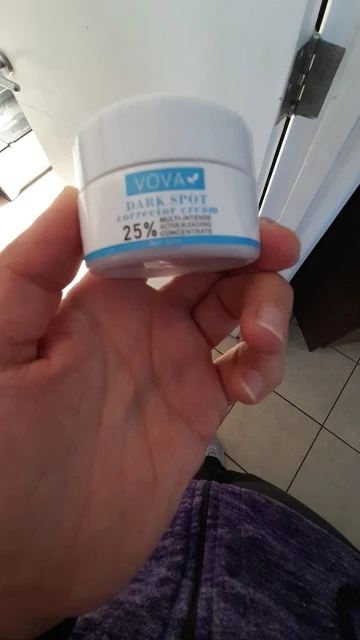 VOVA
DARK SPOT
corrector cream
25% MULTI-INTENSE
ACTIVE BLEACHING
CONCENTRATE